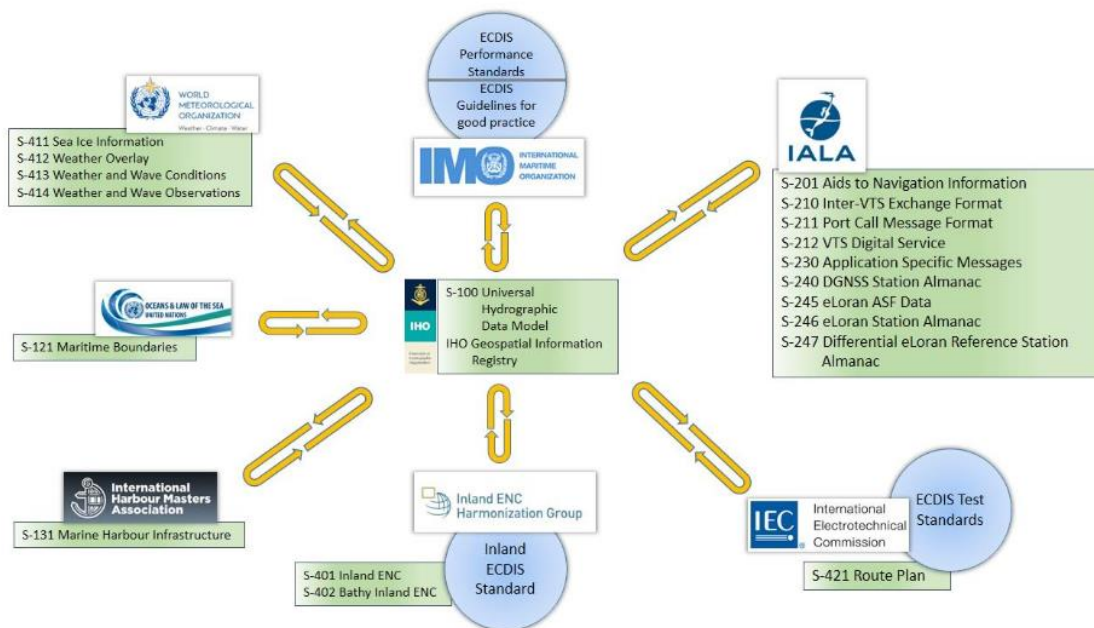 ECDIS
Performance
Standards
ECDIS
Guidelines for
good practice
IMO
INTERNATIONAL
MARITIME
ORGANIZATION
WORLD
METEOROLOGICAL
ORGANIZATION
Weather · Climate · Water
S-411 Sea Ice Information
S-412 Weather Overlay
S-413 Weather and Wave Conditions
S-414 Weather and Wave Observations
IALA
S-201 Aids to Navigation Information
S-210 Inter-VTS Exchange Format
S-211 Port Call Message Format
S-212 VTS Digital Service
S-230 Application Specific Messages
S-240 DGNSS Station Almanac
S-245 eLoran ASF Data
S-246 eLoran Station Almanac
S-247 Differential eLoran Reference Station
Almanac
OCEANS & LAW OF THE SEA
UNITED NATIONS
S-121 Maritime Boundaries
IHO
S-100 Universal
Hydrographic
Data Model
IHO Geospatial Information
Registry
International
Harbour Masters
Association
S-131 Marine Harbour Infrastructure
Inland ENC
Harmonization Group
Inland
ECDIS
Standard
S-401 Inland ENC
S-402 Bathy Inland ENC
IEC
International
Electrotechnical
Commission
®
ECDIS Test
Standards
S-421 Route Plan